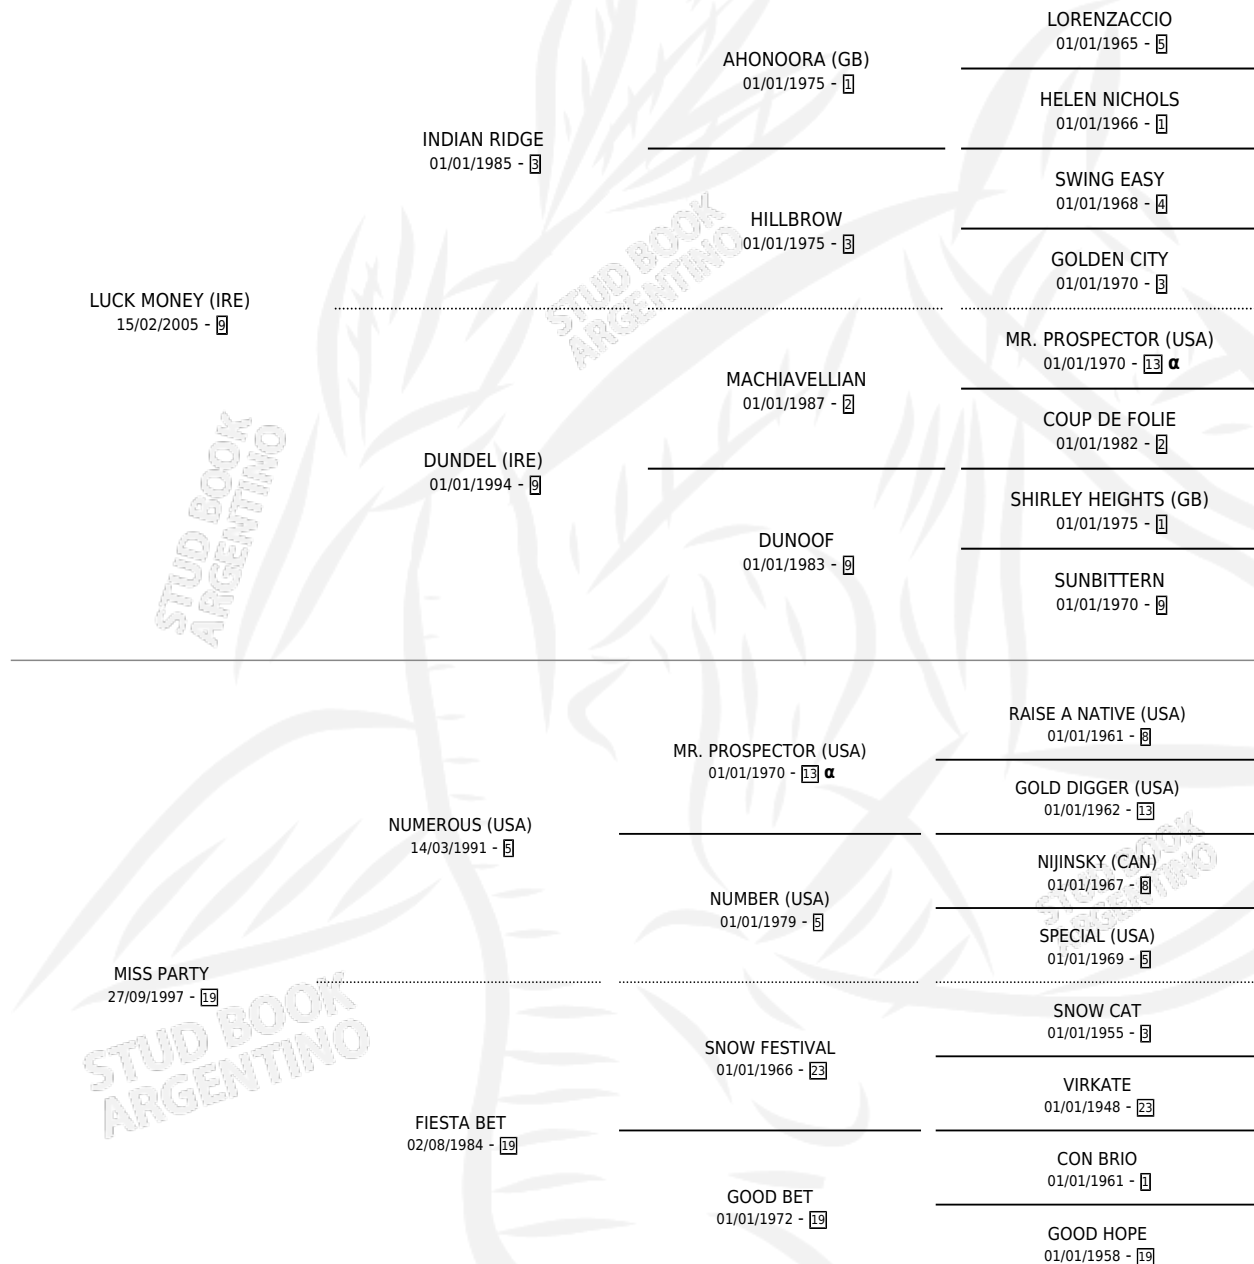 LORENZACCIO
01/01/1965 - 5
AHONOORA (GB)
01/01/1975 - 1
HELEN NICHOLS
01/01/1966 - 1
INDIAN RIDGE
01/01/1985 - 3
SWING EASY
01/01/1968 - 4
HILLBROW
01/01/1975 - 3
GOLDEN CITY
01/01/1970 - 3
LUCK MONEY (IRE)
15/02/2005 - 9
MR. PROSPECTOR (USA)
01/01/1970 - 13 α
MACHIAVELLIAN
01/01/1987 - 2
COUP DE FOLIE
01/01/1982 - 2
DUNDEL (IRE)
01/01/1994 - 9
SHIRLEY HEIGHTS (GB)
01/01/1975 - 1
DUNOOF
01/01/1983 - 9
SUNBITTERN
01/01/1970 - 9
RAISE A NATIVE (USA)
01/01/1961 - 8
MR. PROSPECTOR (USA)
01/01/1970 - 13 α
GOLD DIGGER (USA)
01/01/1962 - 13
NUMEROUS (USA)
14/03/1991 - 5
NIJINSKY (CAN)
01/01/1967 - 8
NUMBER (USA)
01/01/1979 - 5
SPECIAL (USA)
01/01/1969 - 5
MISS PARTY
27/09/1997 - 19
SNOW CAT
01/01/1955 - 3
SNOW FESTIVAL
01/01/1966 - 23
VIRKATE
01/01/1948 - 23
FIESTA BET
02/08/1984 - 19
CON BRIO
01/01/1961 - 1
GOOD BET
01/01/1972 - 19
GOOD HOPE
01/01/1958 - 19
STUD BOOK
ARGENTINO
STUD BOOK
ARGENTINO
STUD BOOK
ARGENTINO
STUD BOOK
ARGENTINO